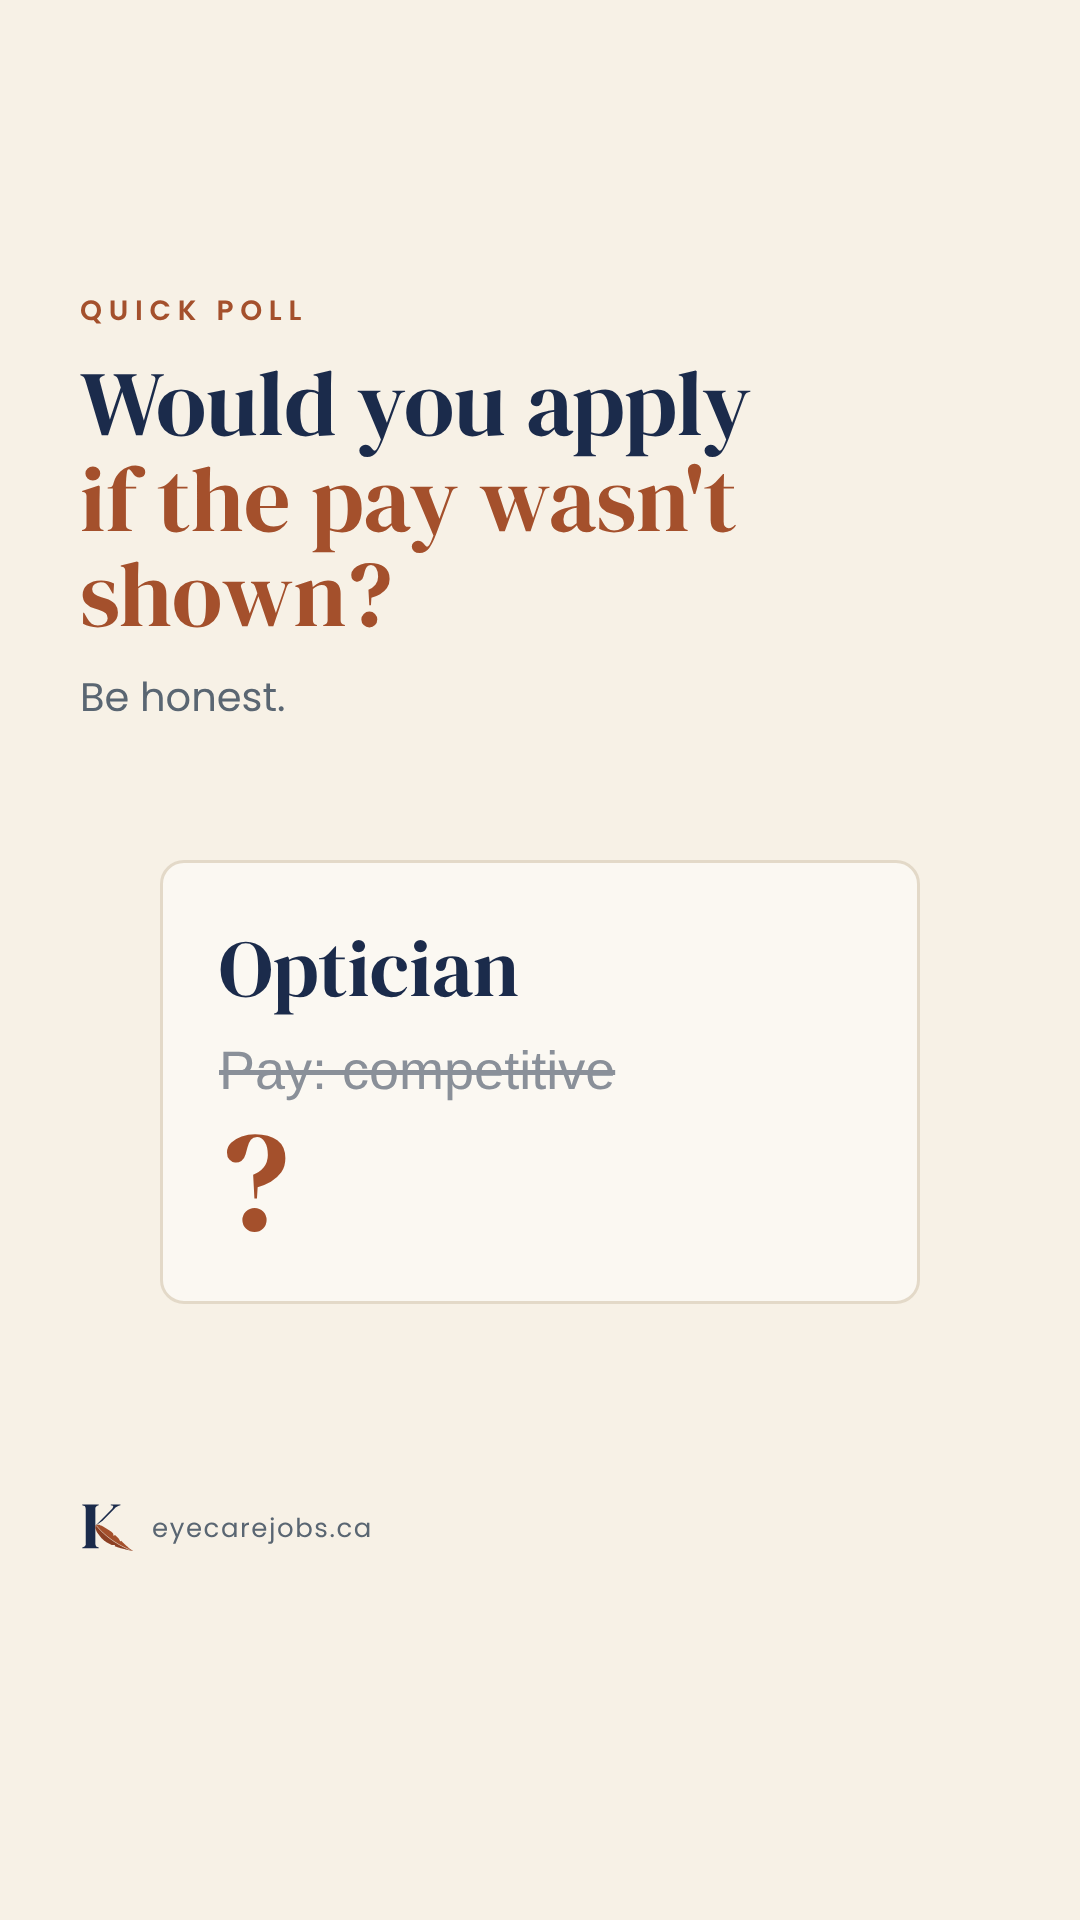 QUICK POLL
Would you apply
if the pay wasn't
shown?
Be honest.
Optician
Pay: competitive
?
K eyecarejobs.ca